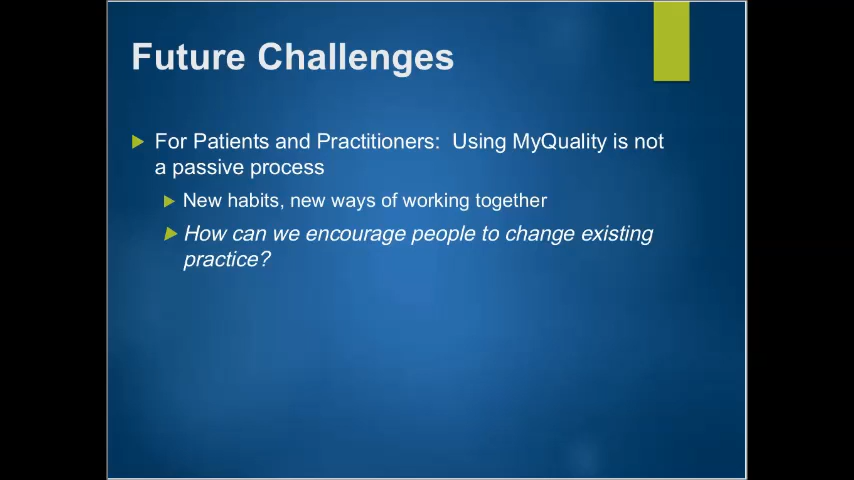 Future Challenges
For Patients and Practitioners:  Using MyQuality is not
a passive process
New habits, new ways of working together
How can we encourage people to change existing
practice?